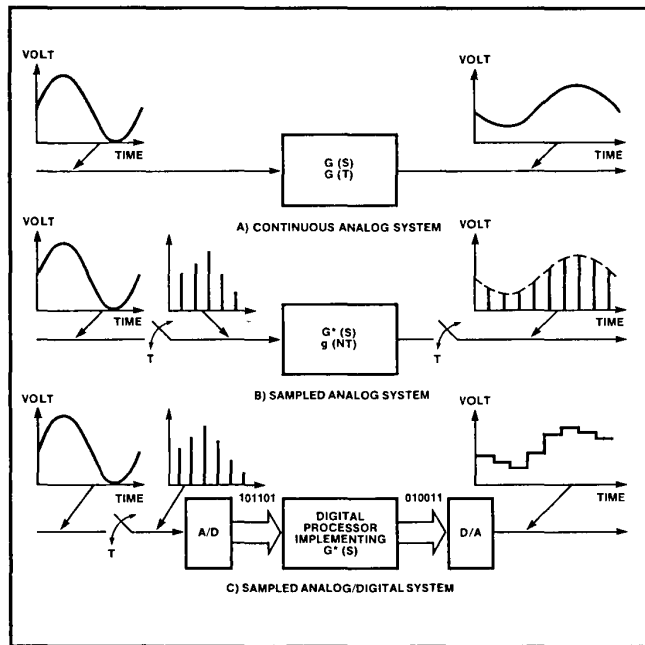 VOLT
VOLT
TIME
TIME
G (S)
G (T)
A) CONTINUOUS ANALOG SYSTEM
VOLT
VOLT
TIME
TIME
T
G* (S)
g (NT)
T
B) SAMPLED ANALOG SYSTEM
VOLT
VOLT
TIME
TIME
T
A/D
101101
DIGITAL
PROCESSOR
IMPLEMENTING
G* (S)
010011
D/A
C) SAMPLED ANALOG/DIGITAL SYSTEM